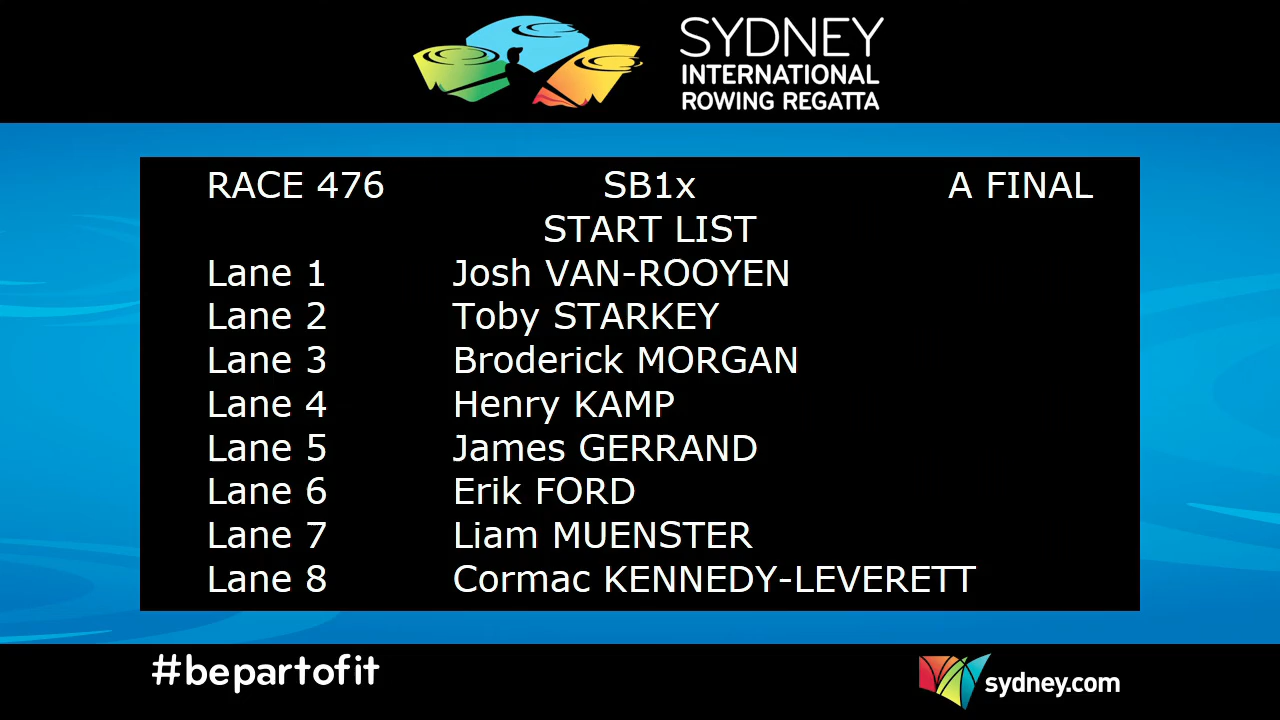 SYDNEY
INTERNATIONAL
ROWING REGATTA
RACE 476 SB1x A FINAL
START LIST
Lane 1 Josh VAN-ROOYEN
Lane 2 Toby STARKEY
Lane 3 Broderick MORGAN
Lane 4 Henry KAMP
Lane 5 James GERRAND
Lane 6 Erik FORD
Lane 7 Liam MUENSTER
Lane 8 Cormac KENNEDY-LEVERETT
#bepartofit
sydney.com